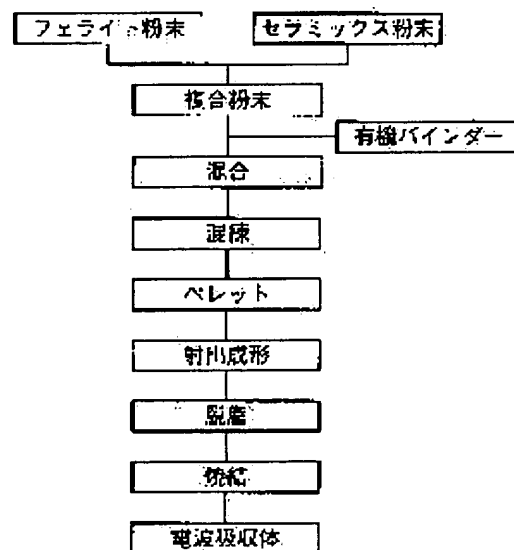 フェライト粉末
セラミックス粉末
複合粉末
有機バインダー
混合
混練
ペレット
射出成形
脱脂
焼結
電波吸収体